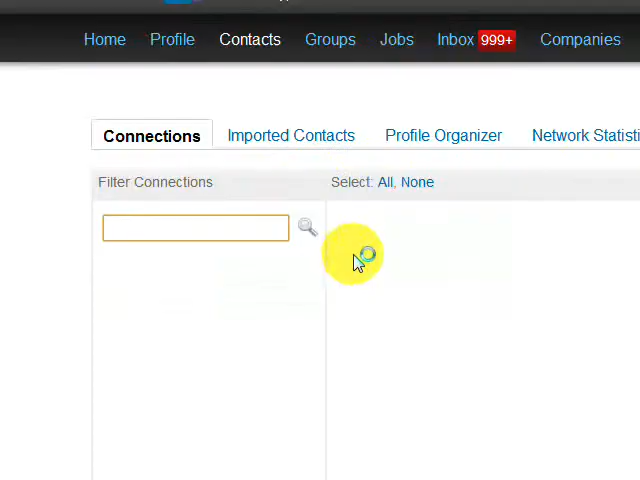 Home Profile Contacts Groups Jobs Inbox 999+ Companies
Connections Imported Contacts Profile Organizer Network Statisti
Filter Connections Select: All, None